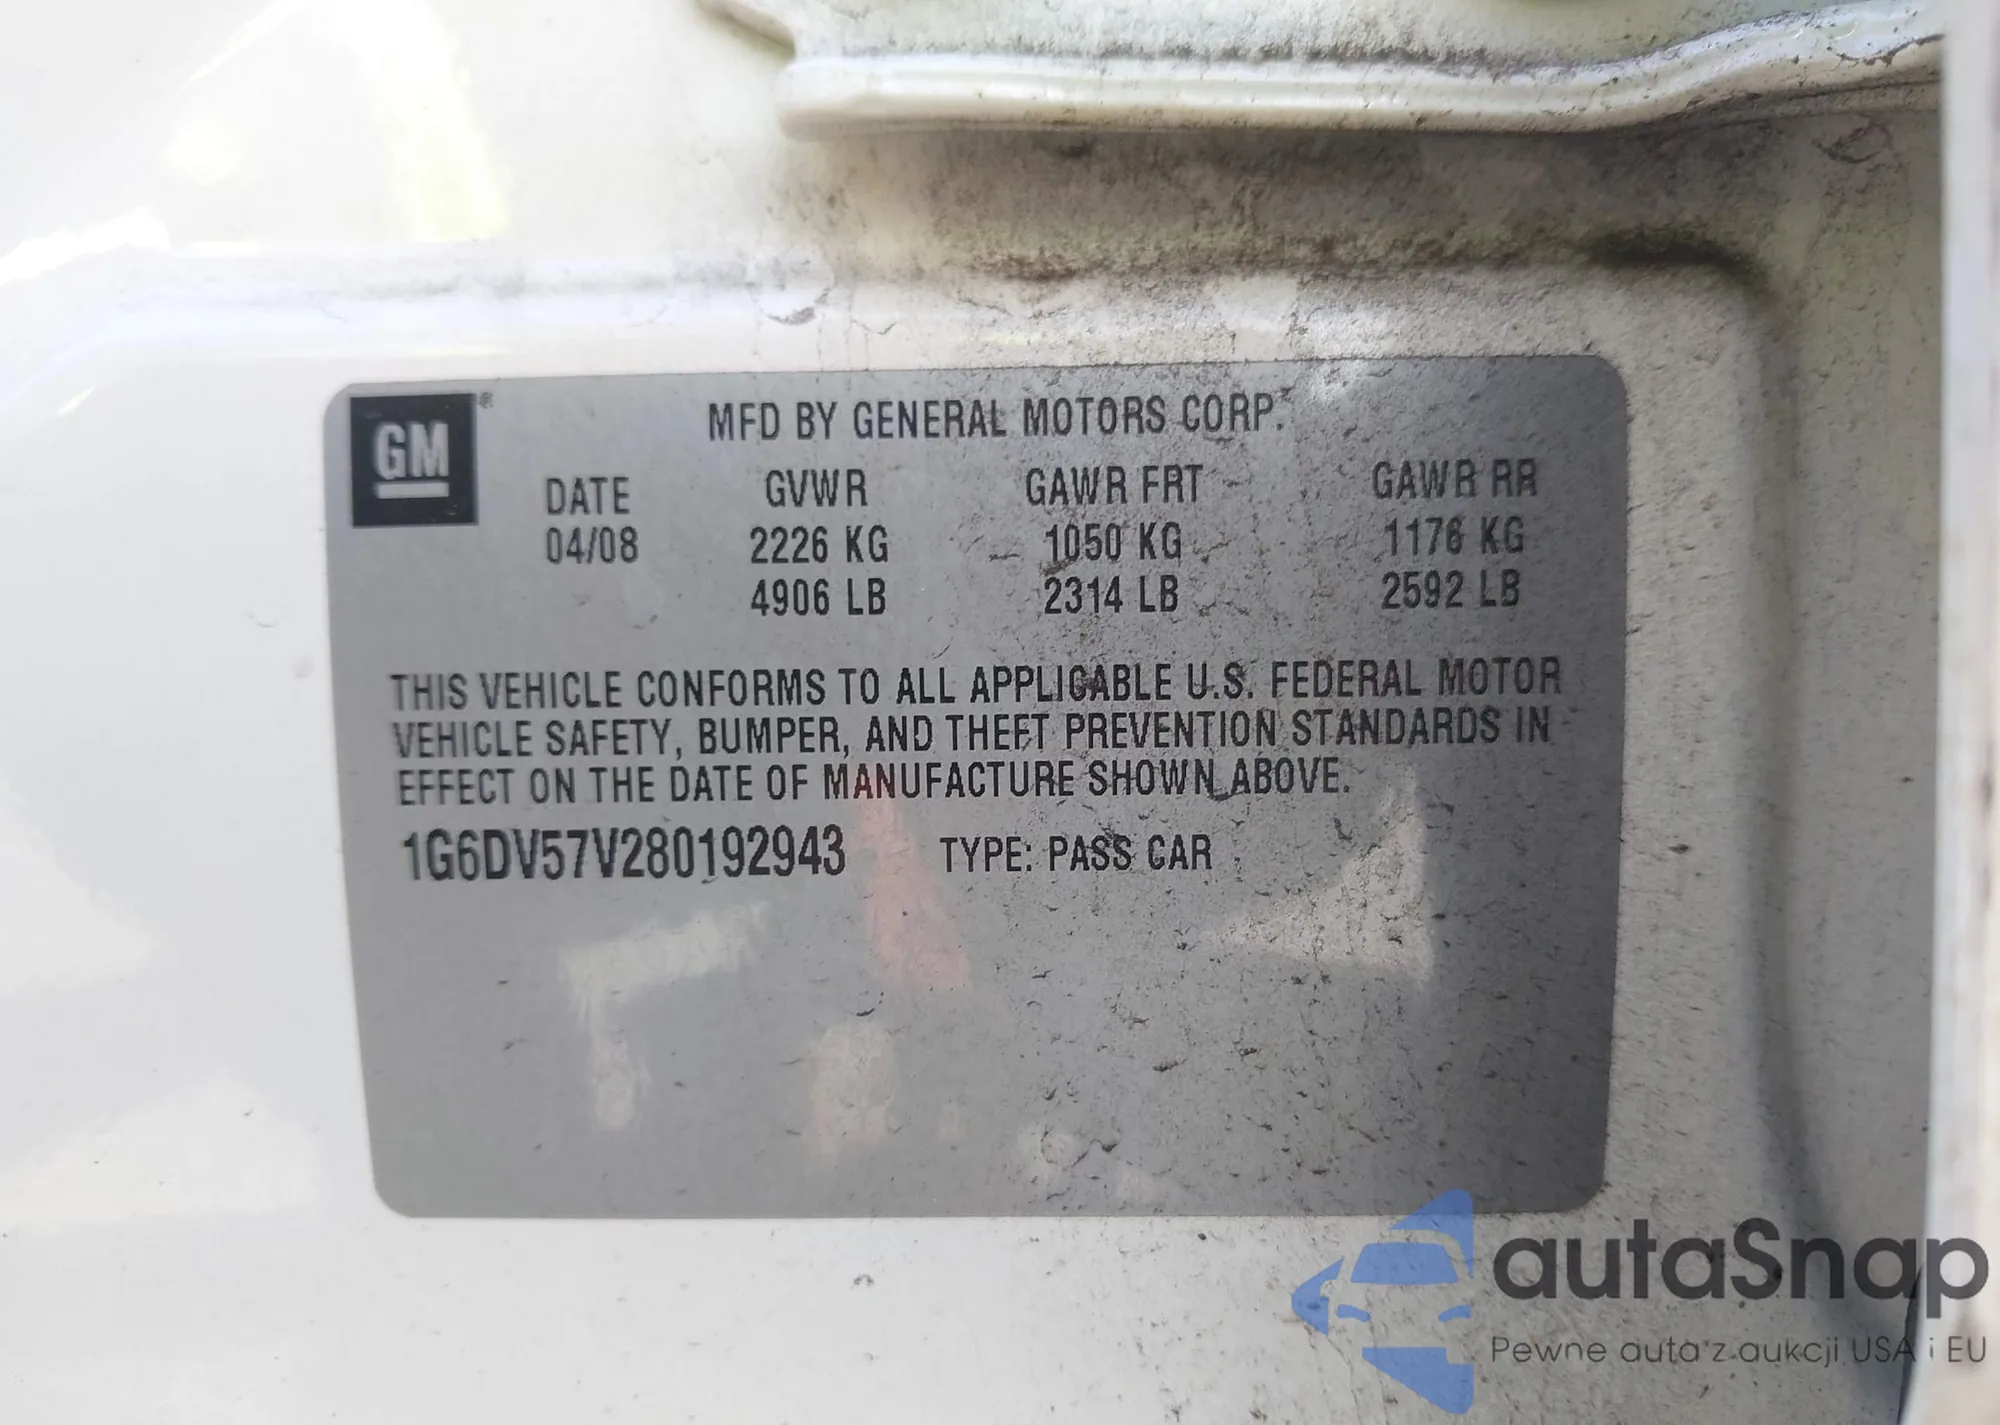 GM®
MFD BY GENERAL MOTORS CORP.
DATE GVWR GAWR FRT GAWR RR
04/08 2226 KG 1050 KG 1176 KG
4906 LB 2314 LB 2592 LB
THIS VEHICLE CONFORMS TO ALL APPLICABLE U.S. FEDERAL MOTOR
VEHICLE SAFETY, BUMPER, AND THEFT PREVENTION STANDARDS IN
EFFECT ON THE DATE OF MANUFACTURE SHOWN ABOVE.
1G6DV57V280192943 TYPE: PASS CAR
autaSnap
Pewne auta z aukcji USA i EU